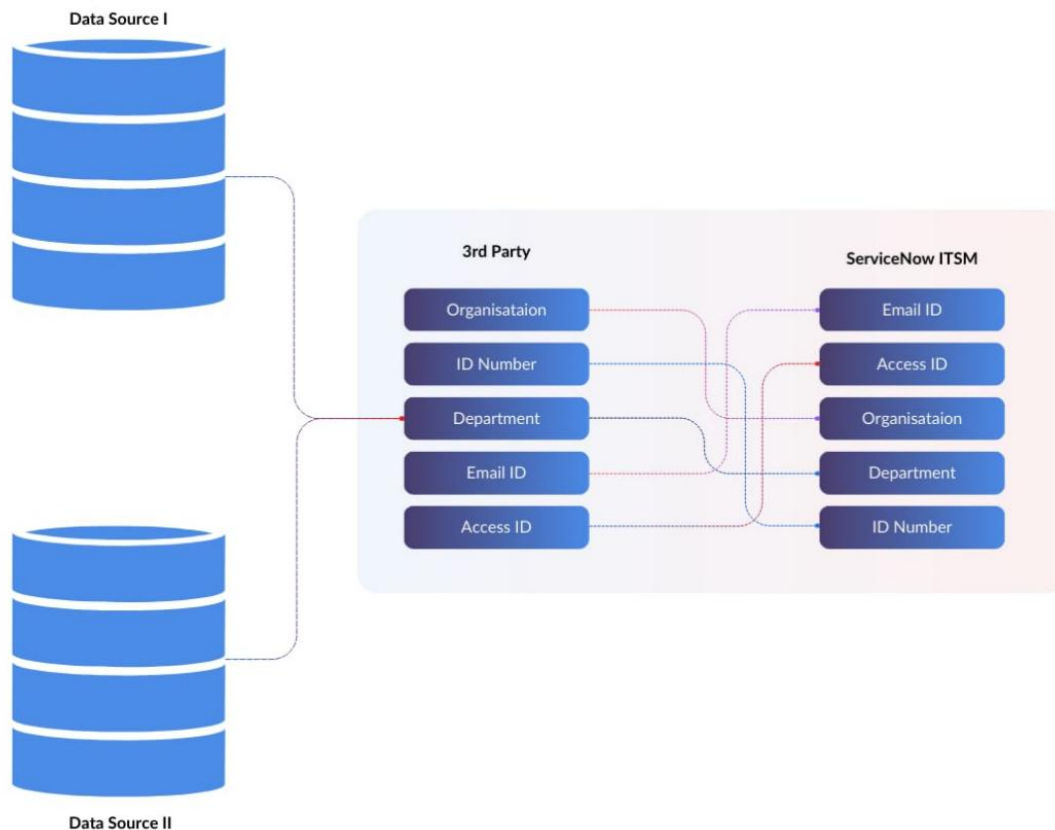 Data Source I
3rd Party
ServiceNow ITSM
Organisataion
Email ID
ID Number
Access ID
Department
Organisataion
Email ID
Department
Access ID
ID Number
Data Source II